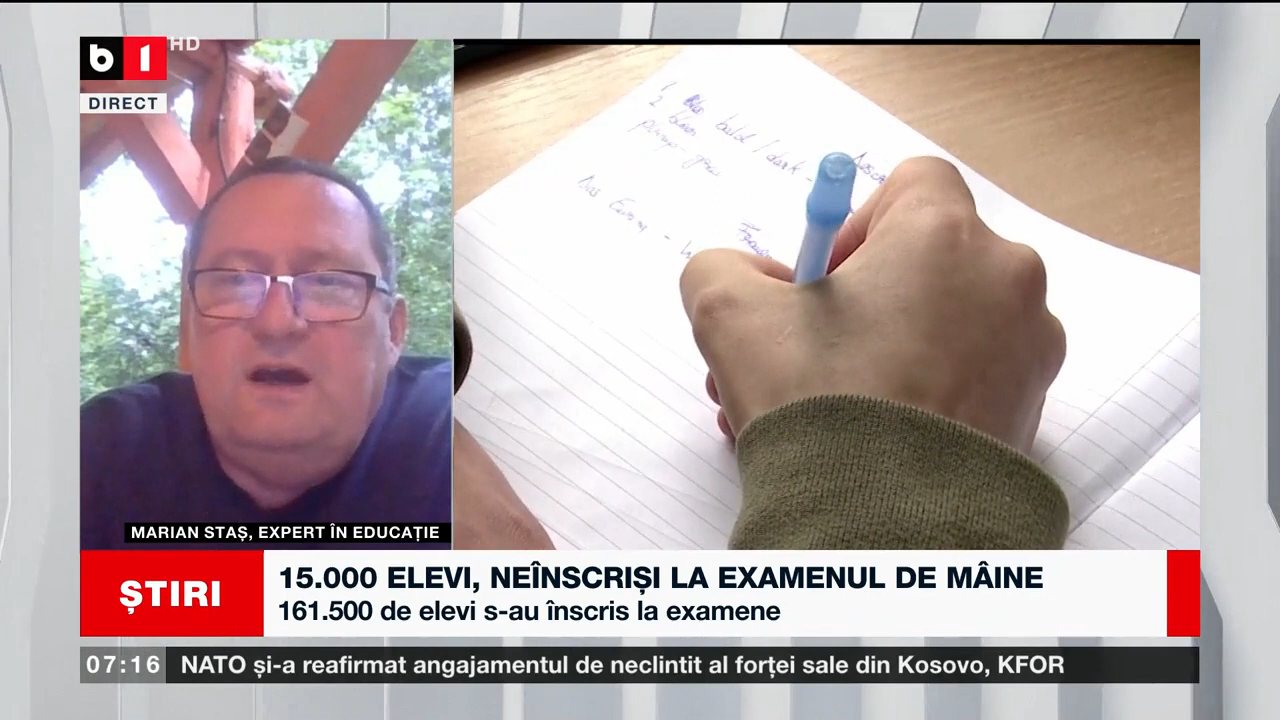 b1 HD
DIRECT
MARIAN STAȘ, EXPERT ÎN EDUCAȚIE
ȘTIRI
15.000 ELEVI, NEÎNSCRIȘI LA EXAMENUL DE MÂINE
161.500 de elevi s-au înscris la examene
07:16 NATO și-a reafirmat angajamentul de neclintit al forței sale din Kosovo, KFOR